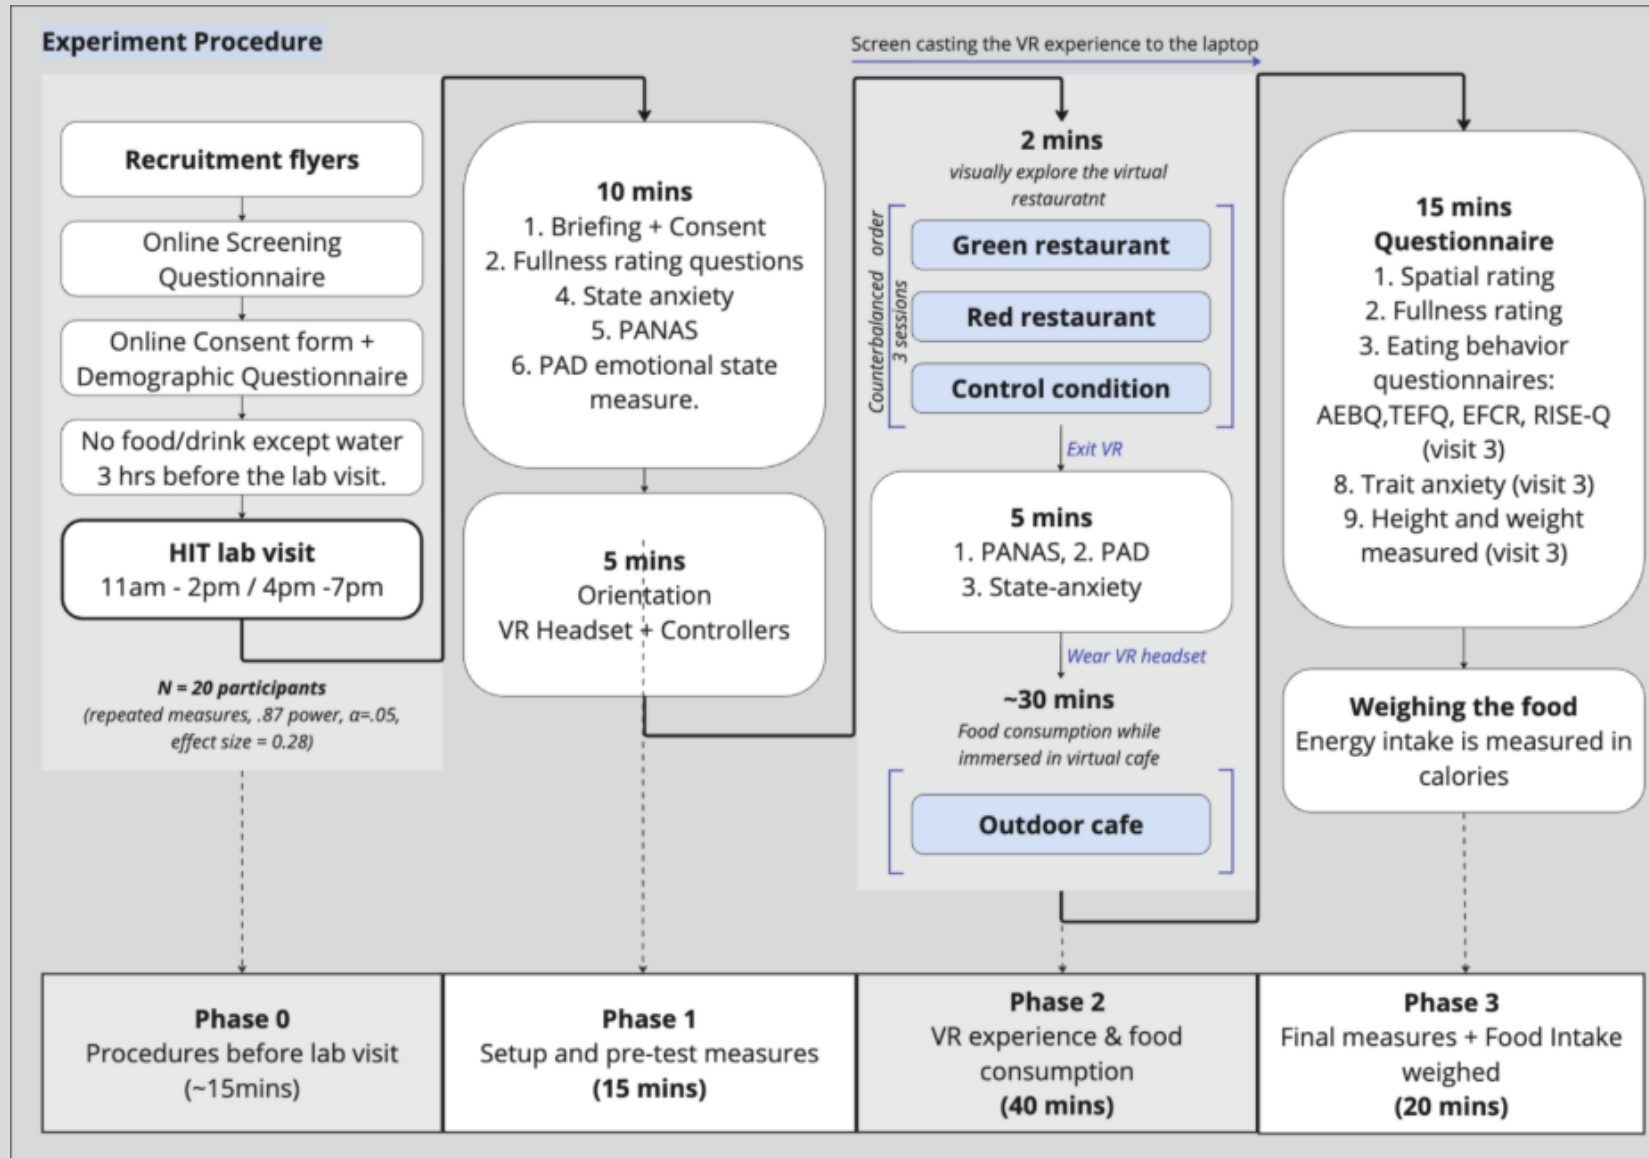 Experiment Procedure
Recruitment flyers
Online Screening
Questionnaire
Online Consent form +
Demographic Questionnaire
No food/drink except water
3 hrs before the lab visit.
HIT lab visit
11am - 2pm / 4pm -7pm
N = 20 participants
(repeated measures, .87 power, α=.05,
effect size = 0.28)
10 mins
1. Briefing + Consent
2. Fullness rating questions
4. State anxiety
5. PANAS
6. PAD emotional state
measure.
5 mins
Orientation
VR Headset + Controllers
Screen casting the VR experience to the laptop
2 mins
visually explore the virtual
restauratnt
Counterbalanced order
3 sessions
Green restaurant
Red restaurant
Control condition
Exit VR
5 mins
1. PANAS, 2. PAD
3. State-anxiety
Wear VR headset
~30 mins
Food consumption while
immersed in virtual cafe
Outdoor cafe
15 mins
Questionnaire
1. Spatial rating
2. Fullness rating
3. Eating behavior
questionnaires:
AEBQ,TEFQ, EFCR, RISE-Q
(visit 3)
8. Trait anxiety (visit 3)
9. Height and weight
measured (visit 3)
Weighing the food
Energy intake is measured in
calories
Phase 0
Procedures before lab visit
(~15mins)
Phase 1
Setup and pre-test measures
(15 mins)
Phase 2
VR experience & food
consumption
(40 mins)
Phase 3
Final measures + Food Intake
weighed
(20 mins)